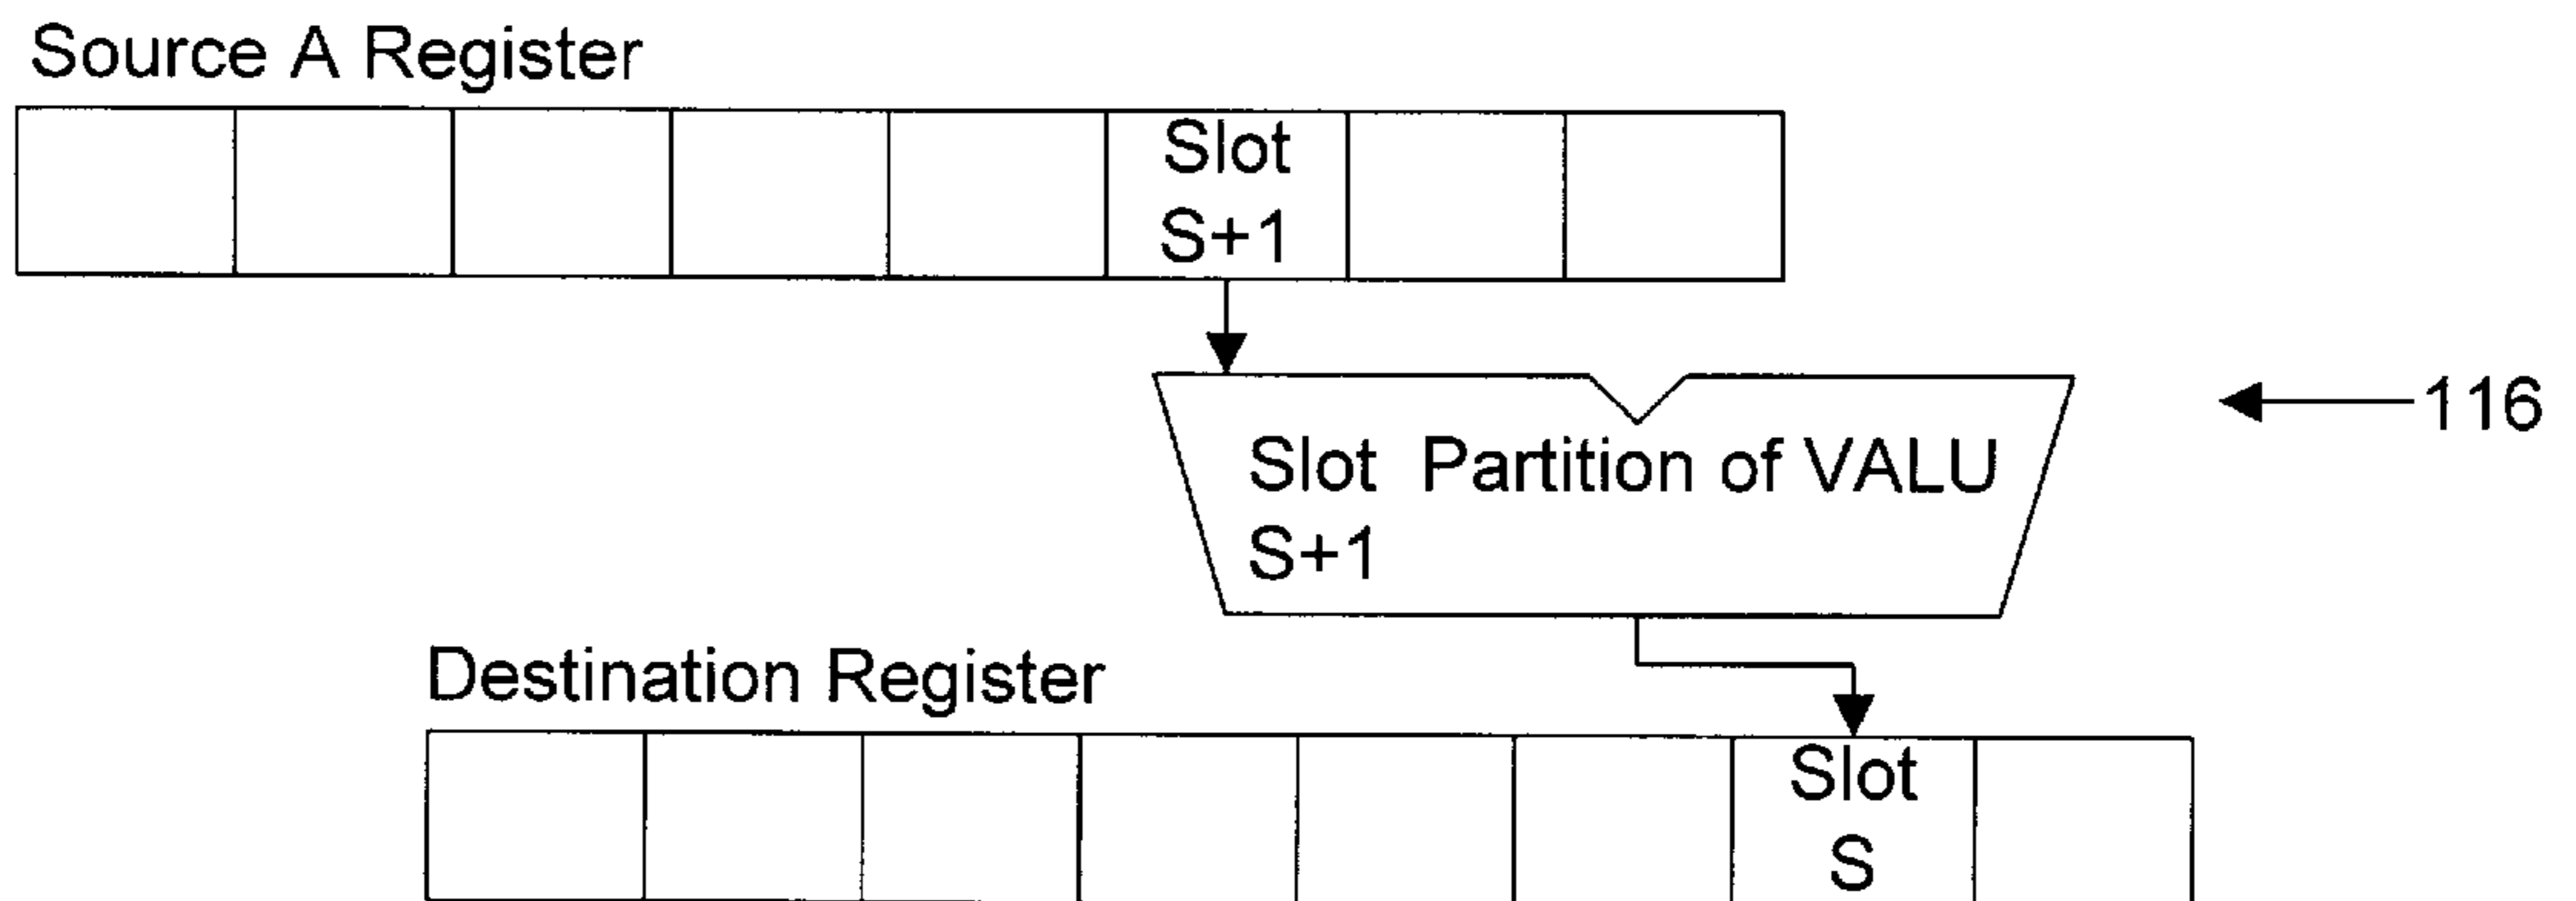 Source A Register
Slot
S+1
116
Slot Partition of VALU
S+1
Destination Register
Slot
S